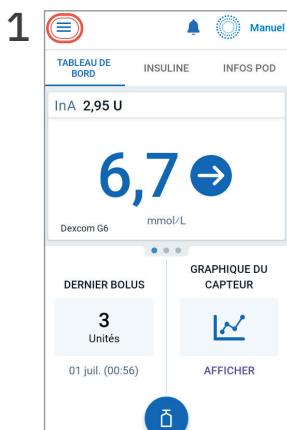 1
Manuel
TABLEAU DE
BORD
INSULINE
INFOS POD
InA 2,95 U
6,7
mmol/L
Dexcom G6
DERNIER BOLUS
3
Unités
01 juil. (00:56)
GRAPHIQUE DU
CAPTEUR
AFFICHER